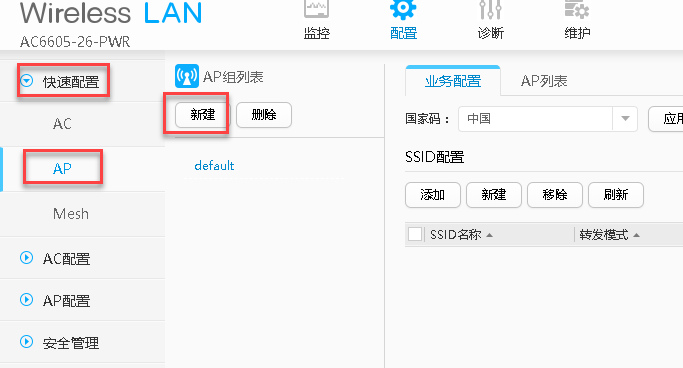 Wireless LAN
AC6605-26-PWR
监控 配置 诊断 维护
快速配置
AC
AP
Mesh
AC配置
AP配置
安全管理
AP组列表
新建 删除
default
业务配置 AP列表
国家码： 中国 应用
SSID配置
添加 新建 移除 刷新
SSID名称 转发模式